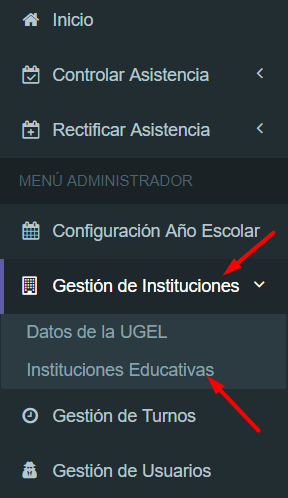 Inicio
Controlar Asistencia
Rectificar Asistencia
MENÚ ADMINISTRADOR
Configuración Año Escolar
Gestión de Instituciones
Datos de la UGEL
Instituciones Educativas
Gestión de Turnos
Gestión de Usuarios